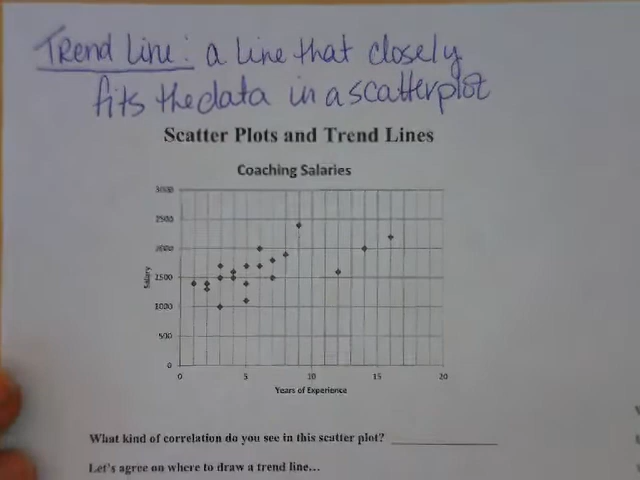 Trend Line: a line that closely
fits the data in a scatterplot
Scatter Plots and Trend Lines
Coaching Salaries
3000
2500
2000
1500
1000
500
0
Salary
0 5 10 15 20
Years of Experience
What kind of correlation do you see in this scatter plot? ____________
Let's agree on where to draw a trend line...